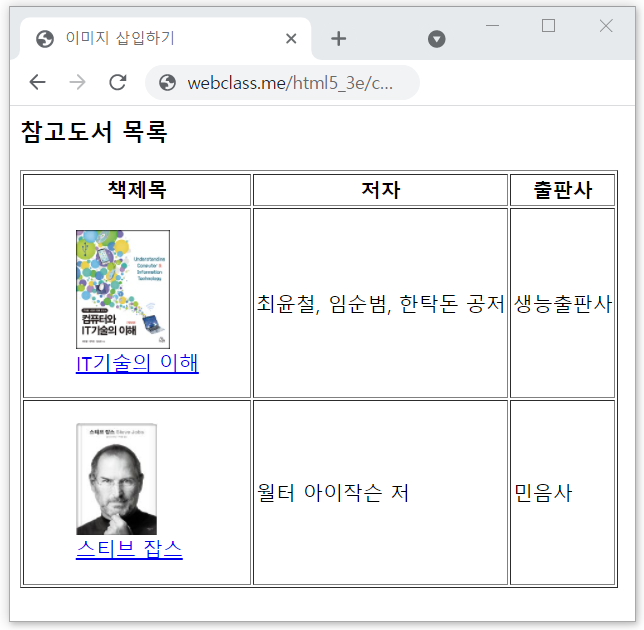 이미지 삽입하기
webclass.me/html5_3e/c...
참고도서 목록
책제목 저자 출판사
Understanding
Computer &
Information
Technology
컴퓨터와
IT기술의 이해
IT기술의 이해
최윤철, 임순범, 한탁돈 공저
생능출판사
스티브 잡스 Steve Jobs
스티브 잡스
월터 아이작슨 저
민음사